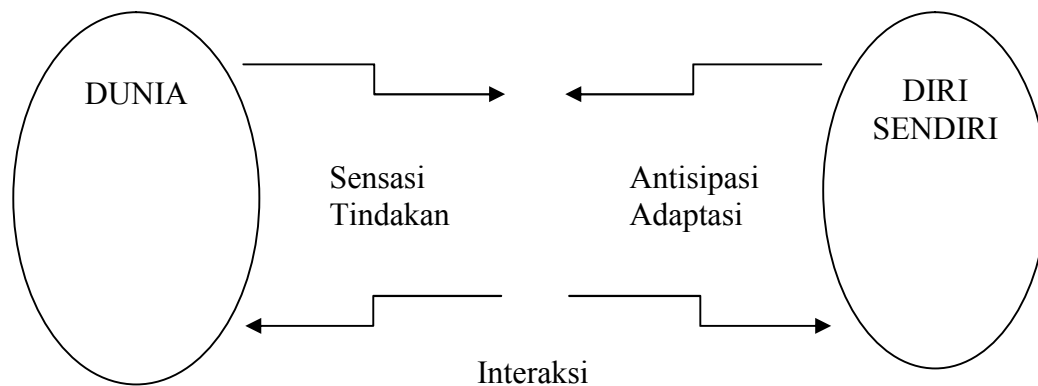 DUNIA
DIRI
SENDIRI
Sensasi
Tindakan
Antisipasi
Adaptasi
Interaksi